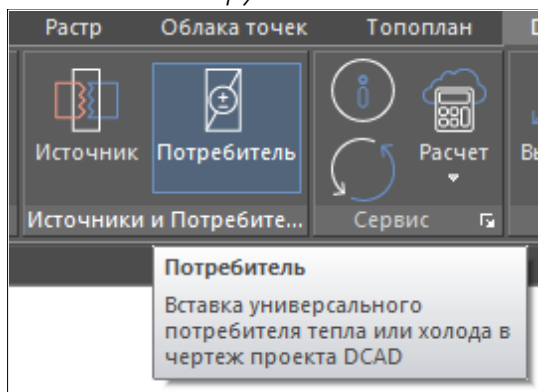 Растр Облака точек Топоплан
Источник Потребитель Расчет
Источники и Потребите... Сервис
Потребитель
Вставка универсального
потребителя тепла или холода в
чертеж проекта DCAD